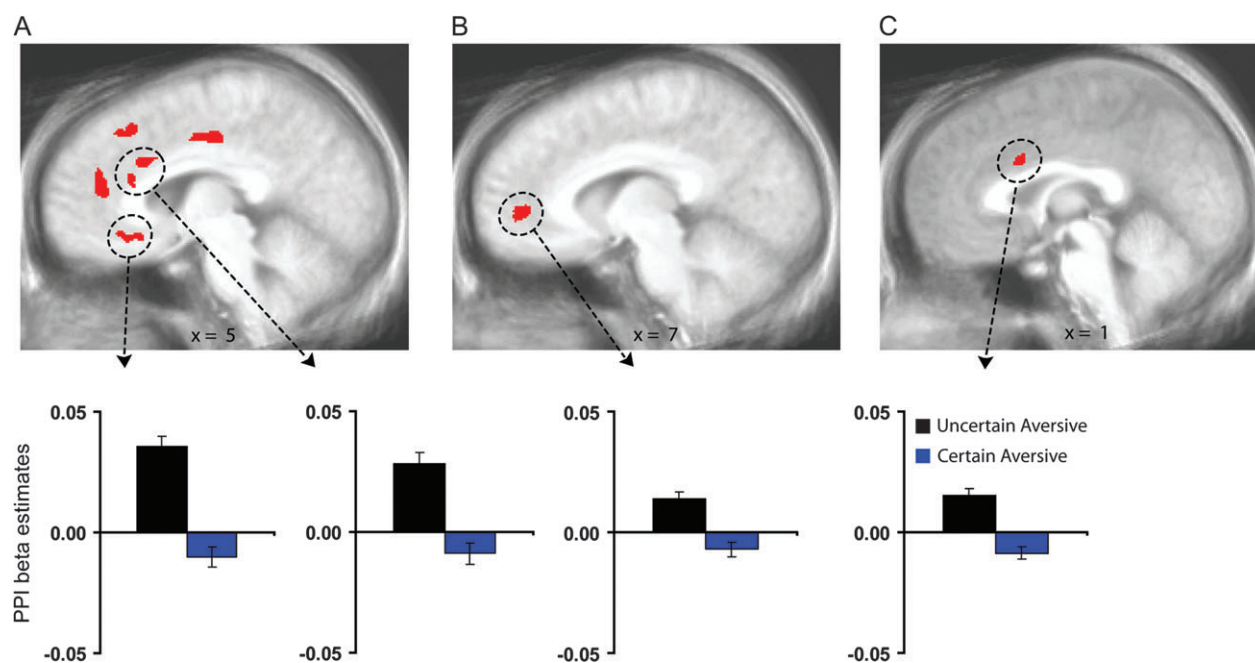 A
B
C
x = 5
x = 7
x = 1
PPI beta estimates
0.05
0.00
-0.05
0.05
0.00
-0.05
0.05
0.00
-0.05
0.05
0.00
-0.05
Uncertain Aversive
Certain Aversive